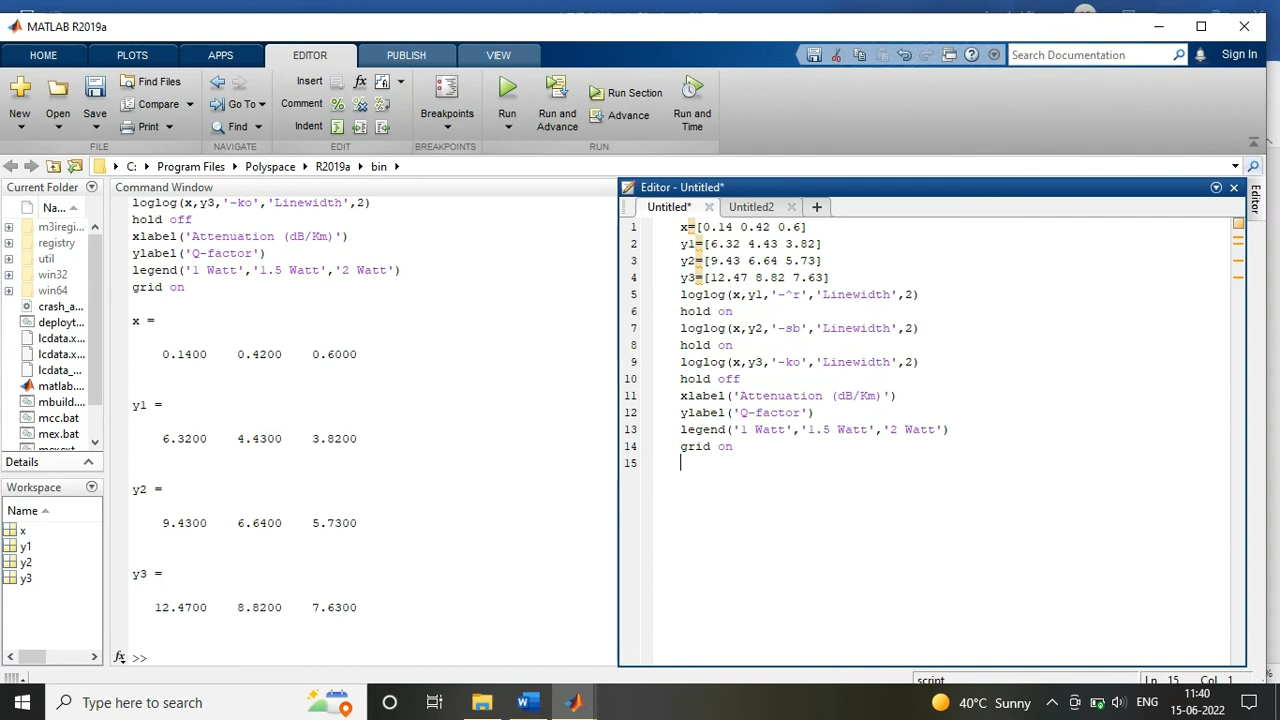 MATLAB R2019a
HOME PLOTS APPS EDITOR PUBLISH VIEW Search Documentation Sign In
New Open Save Find Files Compare Print Go To Find Insert Comment Indent Breakpoints Run Run and Advance Run Section Advance Run and Time
FILE NAVIGATE EDIT BREAKPOINTS RUN
C: Program Files Polyspace R2019a bin
Current Folder
Na...
m3iregi...
registry
util
win32
win64
crash_a...
deployt...
lcdata.x...
lcdata.x...
lcdata_...
matlab....
mbuild....
mcc.bat
mex.bat
Details
Workspace
Name
x
y1
y2
y3
Command Window
loglog(x,y3,'-ko','Linewidth',2)
hold off
xlabel('Attenuation (dB/Km)')
ylabel('Q-factor')
legend('1 Watt','1.5 Watt','2 Watt')
grid on
x =
0.1400 0.4200 0.6000
y1 =
6.3200 4.4300 3.8200
y2 =
9.4300 6.6400 5.7300
y3 =
12.4700 8.8200 7.6300
fx >>
Editor - Untitled*
Untitled* Untitled2
1 x=[0.14 0.42 0.6]
2 y1=[6.32 4.43 3.82]
3 y2=[9.43 6.64 5.73]
4 y3=[12.47 8.82 7.63]
5 loglog(x,y1,'-^r','Linewidth',2)
6 hold on
7 loglog(x,y2,'-sb','Linewidth',2)
8 hold on
9 loglog(x,y3,'-ko','Linewidth',2)
10 hold off
11 xlabel('Attenuation (dB/Km)')
12 ylabel('Q-factor')
13 legend('1 Watt','1.5 Watt','2 Watt')
14 grid on
15
Editor
script Ln 15 Col 1
Type here to search 40°C Sunny ENG 11:40
15-06-2022